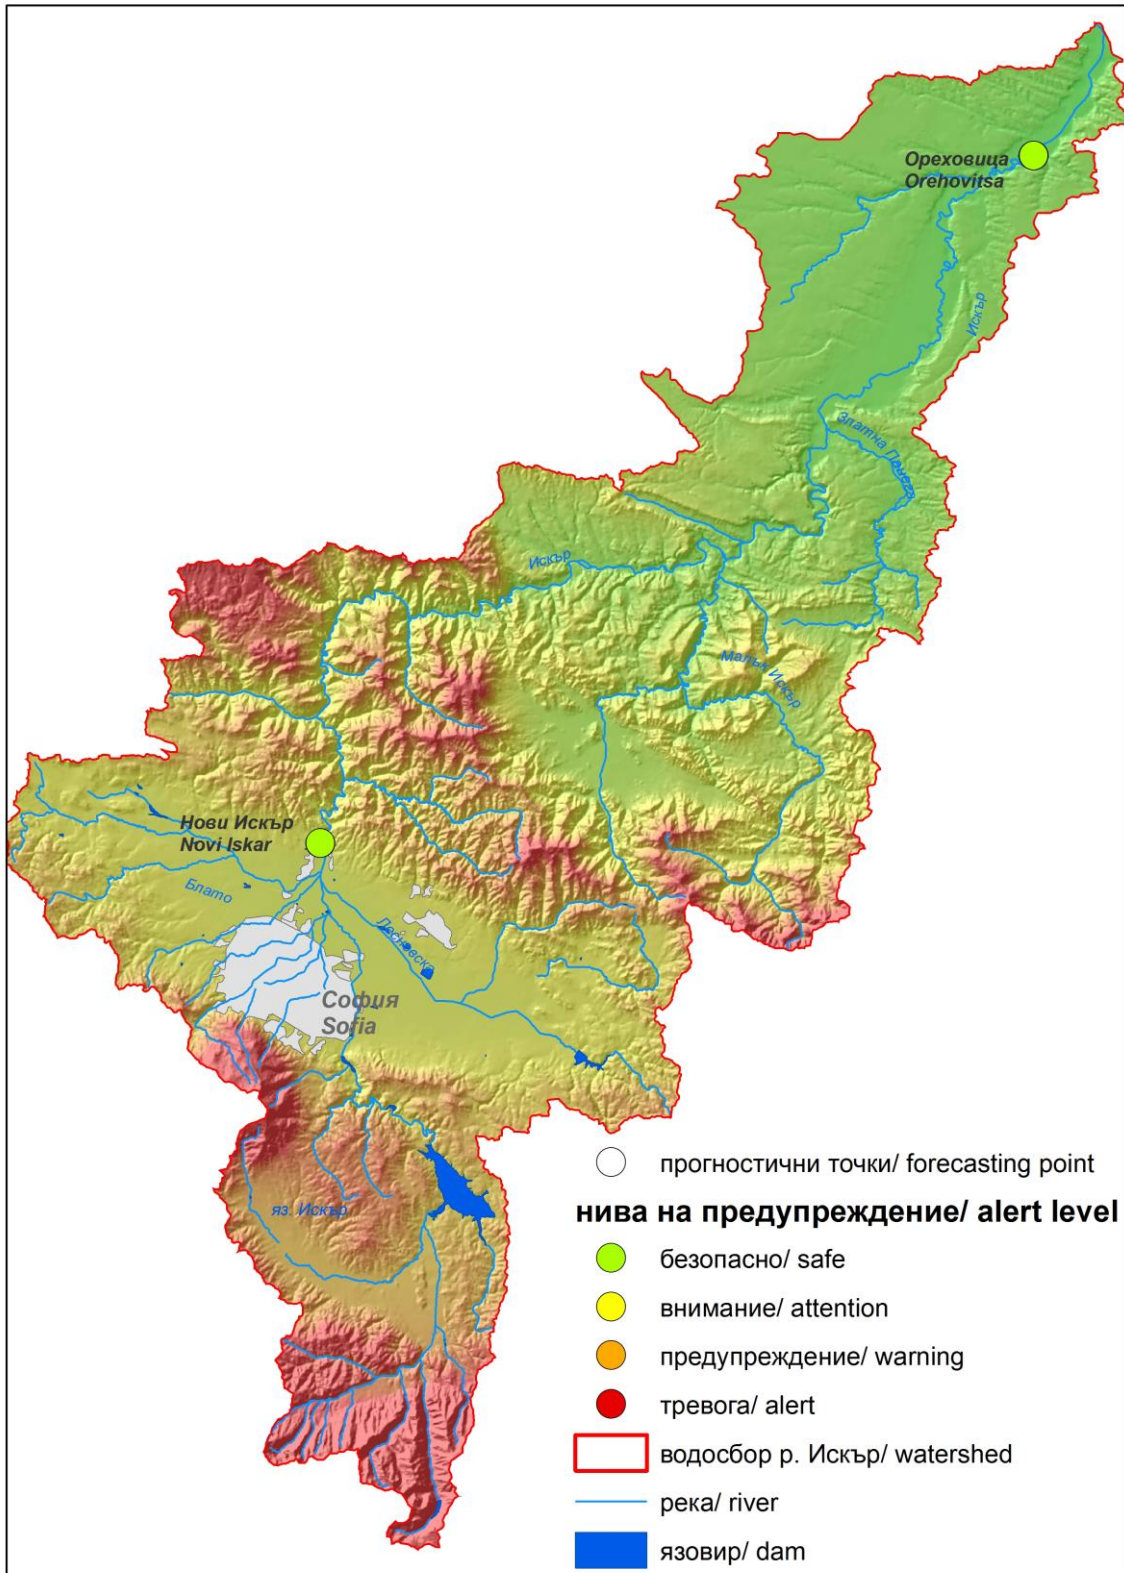 Ореховица
Orehovitsa
Искър
Златна Панега
Искър
Малък Искър
Нови Искър
Novi Iskar
Блато
Лесновска
София
Sofia
яз. Искър
прогностични точки/ forecasting point
нива на предупреждение/ alert level
безопасно/ safe
внимание/ attention
предупреждение/ warning
тревога/ alert
водосбор р. Искър/ watershed
река/ river
язовир/ dam